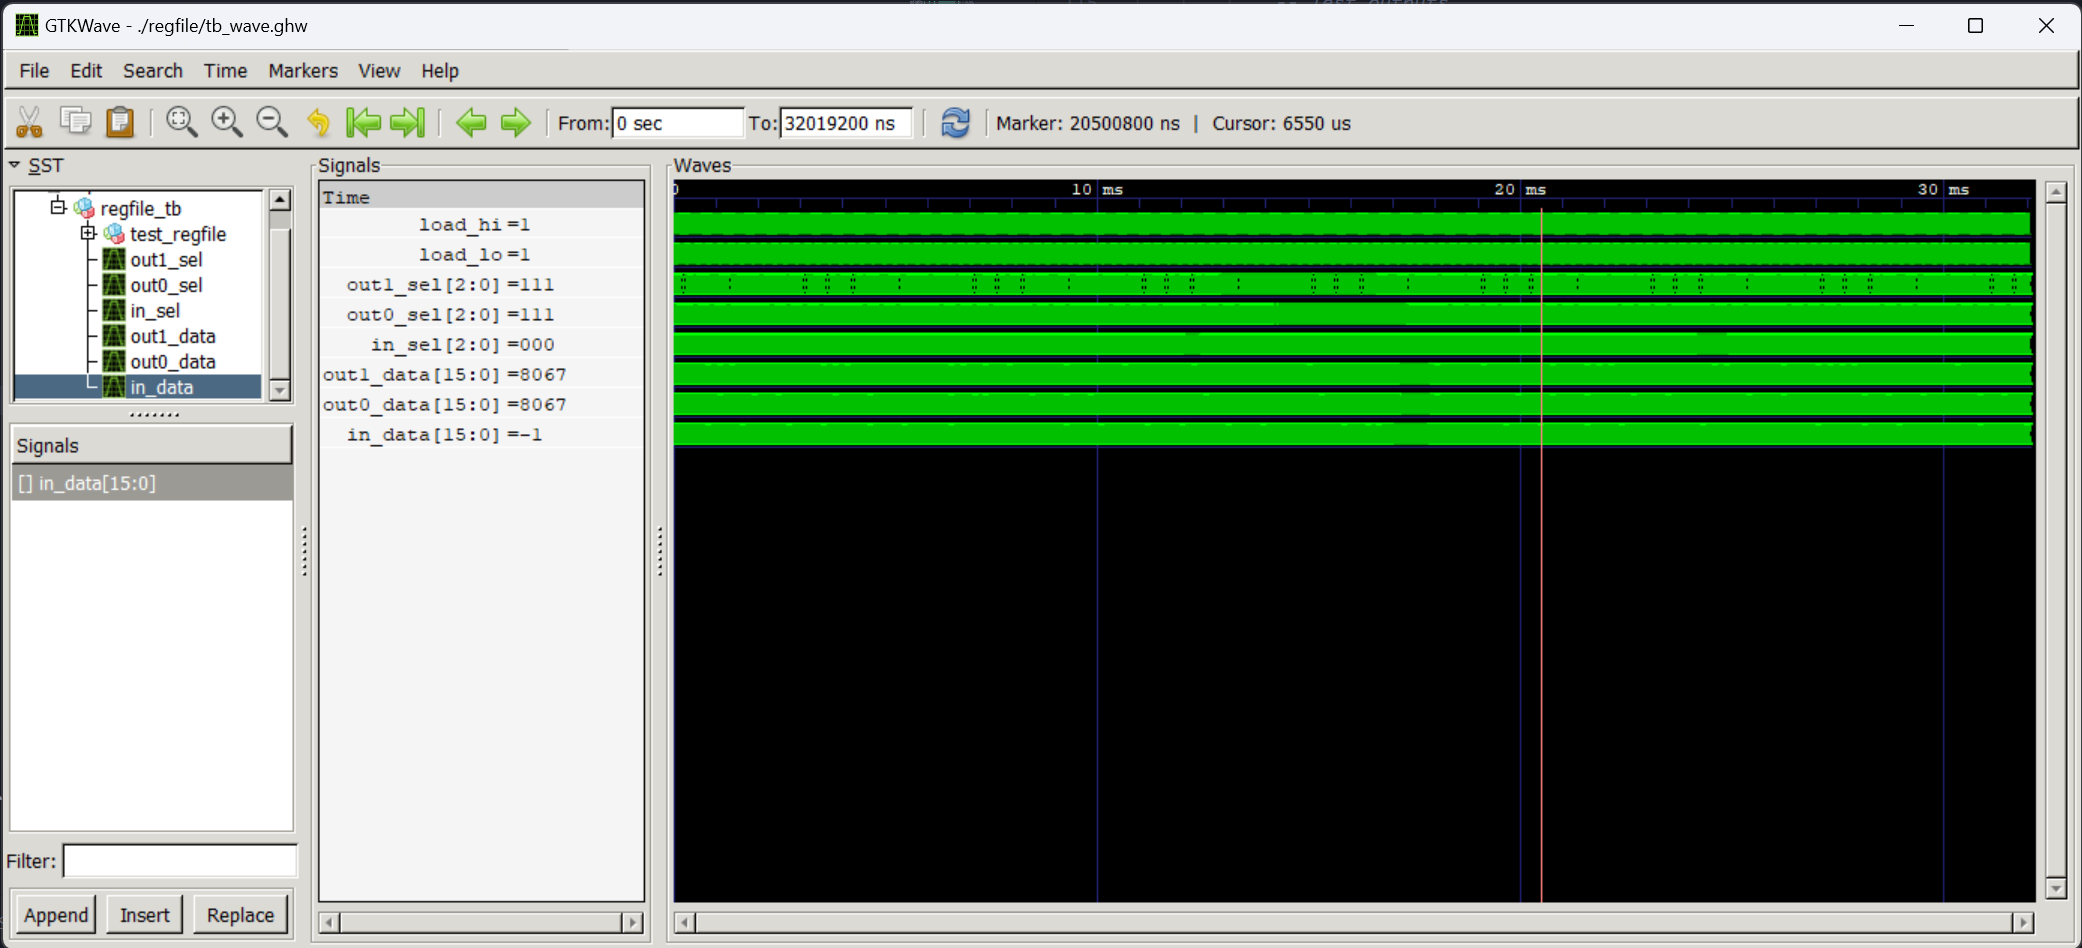 GTKWave - ./regfile/tb_wave.ghw
File Edit Search Time Markers View Help
From: 0 sec To: 32019200 ns Marker: 20500800 ns | Cursor: 6550 us
SST
regfile_tb
test_regfile
out1_sel
out0_sel
in_sel
out1_data
out0_data
in_data
Signals
[] in_data[15:0]
Filter:
Append Insert Replace
Signals
Time
load_hi =1
load_lo =1
out1_sel[2:0] =111
out0_sel[2:0] =111
in_sel[2:0] =000
out1_data[15:0] =8067
out0_data[15:0] =8067
in_data[15:0] =-1
Waves
0 10 ms 20 ms 30 ms